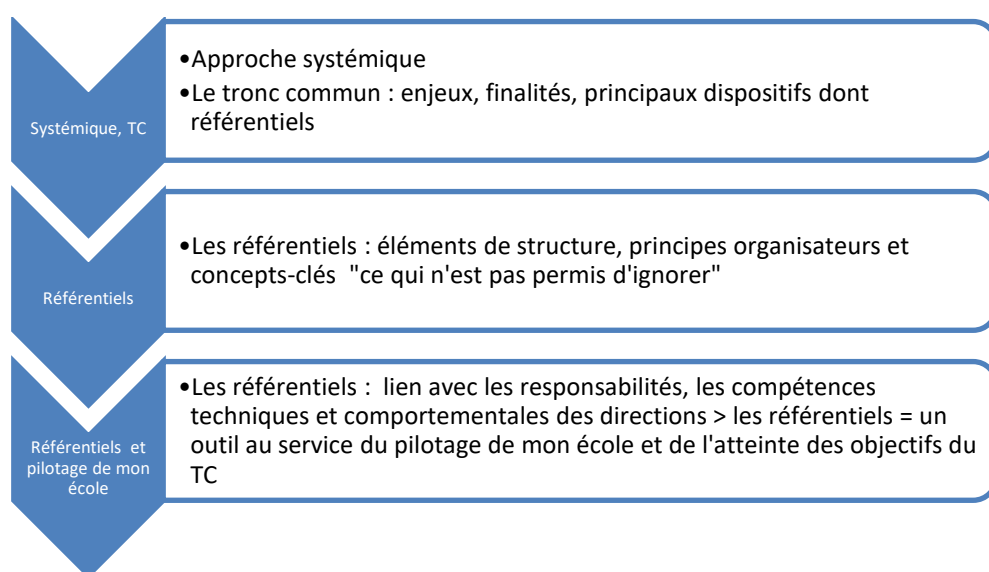 Systémique, TC
•Approche systémique
•Le tronc commun : enjeux, finalités, principaux dispositifs dont
référentiels
Référentiels
•Les référentiels : éléments de structure, principes organisateurs et
concepts-clés  "ce qui n'est pas permis d'ignorer"
Référentiels et
pilotage de mon
école
•Les référentiels :  lien avec les responsabilités, les compétences
techniques et comportementales des directions > les référentiels = un
outil au service du pilotage de mon école et de l'atteinte des objectifs du
TC